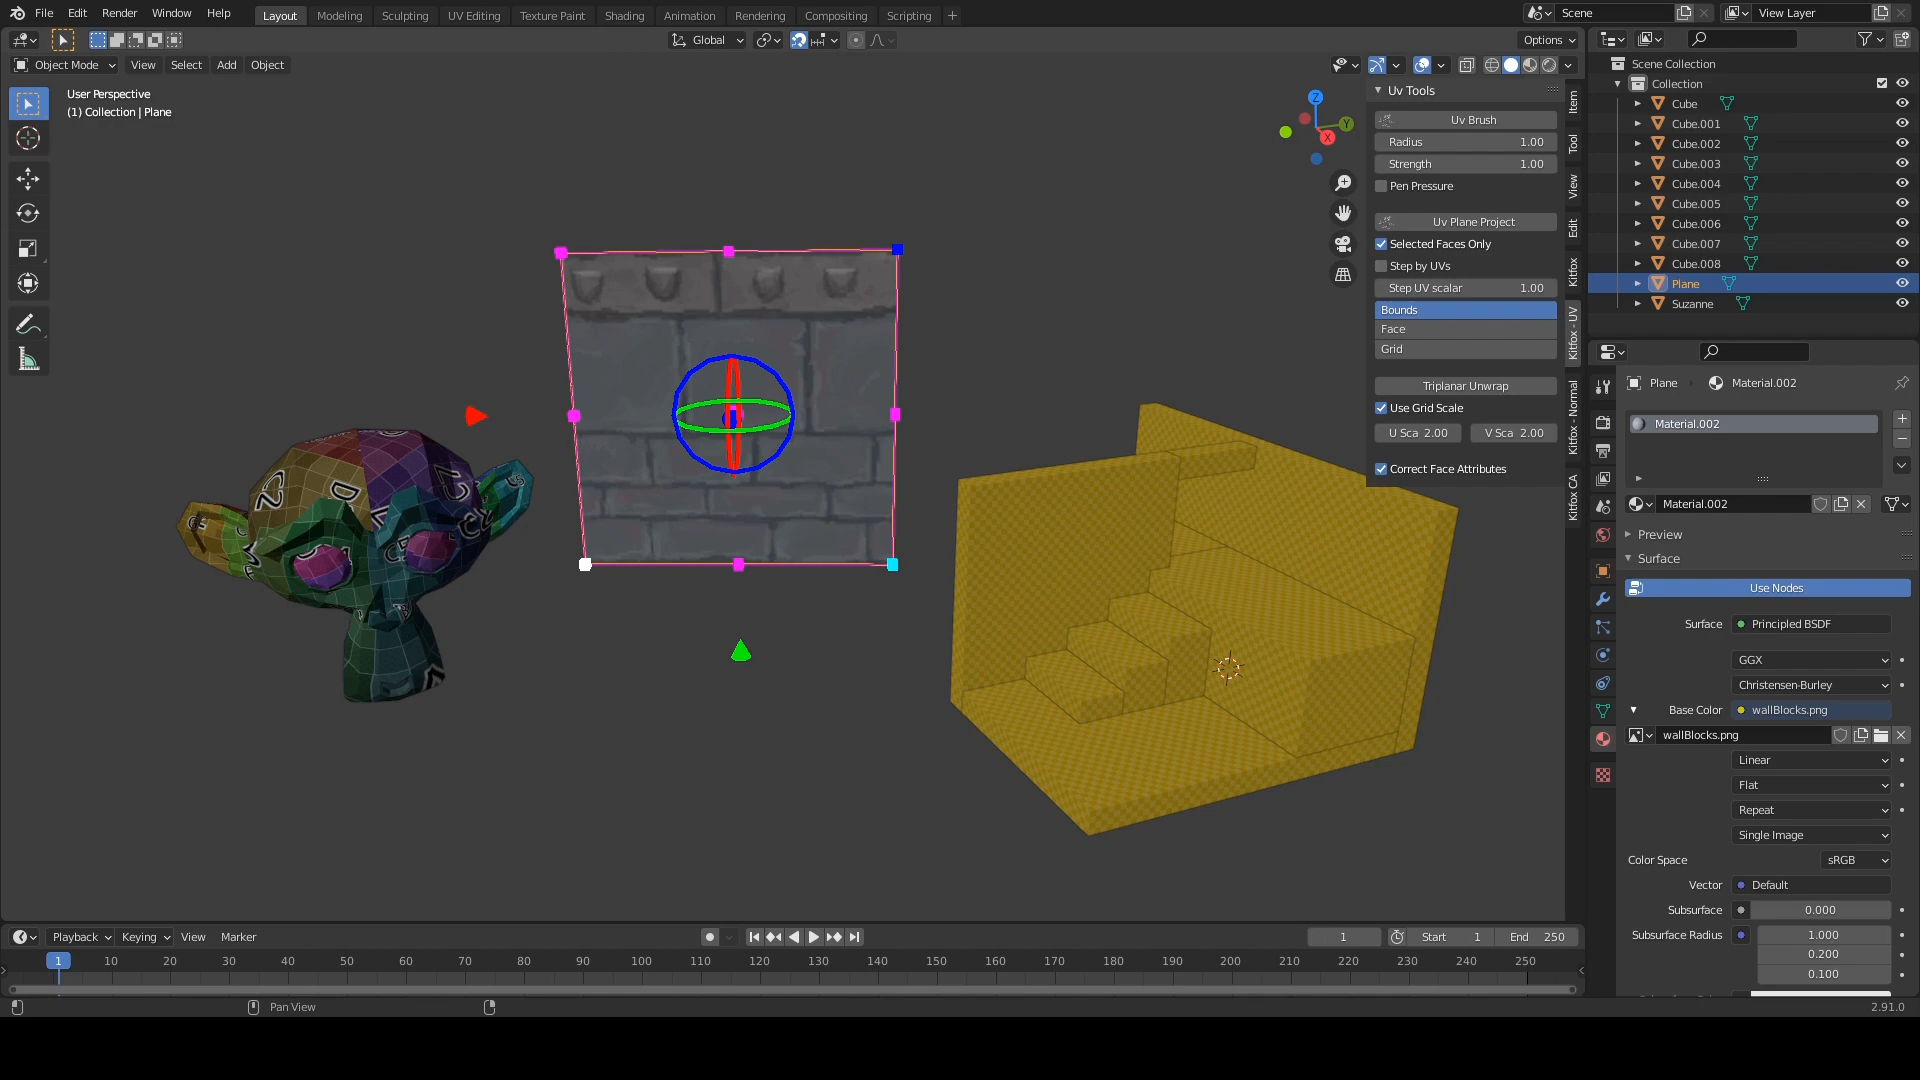 File Edit Render Window Help Layout Modeling Sculpting UV Editing Texture Paint Shading Animation Rendering Compositing Scripting + Scene View Layer
Global Options
Object Mode View Select Add Object
User Perspective
(1) Collection | Plane
Z
Y
X
Uv Tools
Uv Brush
Radius 1.00
Strength 1.00
Pen Pressure
Uv Plane Project
Selected Faces Only
Step by UVs
Step UV scalar 1.00
Bounds
Face
Grid
Triplanar Unwrap
Use Grid Scale
U Sca 2.00 V Sca 2.00
Correct Face Attributes
Item
Tool
View
Edit
Kitfox
Kitfox - UV
Kitfox - Normal
Kitfox CA
Scene Collection
Collection
Cube
Cube.001
Cube.002
Cube.003
Cube.004
Cube.005
Cube.006
Cube.007
Cube.008
Plane
Suzanne
Plane Material.002
Material.002
Material.002
Preview
Surface
Use Nodes
Surface Principled BSDF
GGX
Christensen-Burley
Base Color wallBlocks.png
wallBlocks.png
Linear
Flat
Repeat
Single Image
Color Space sRGB
Vector Default
Subsurface 0.000
Subsurface Radius 1.000
0.200
0.100
C2
D
Playback Keying View Marker 1 Start 1 End 250
1 10 20 30 40 50 60 70 80 90 100 110 120 130 140 150 160 170 180 190 200 210 220 230 240 250
Pan View 2.91.0